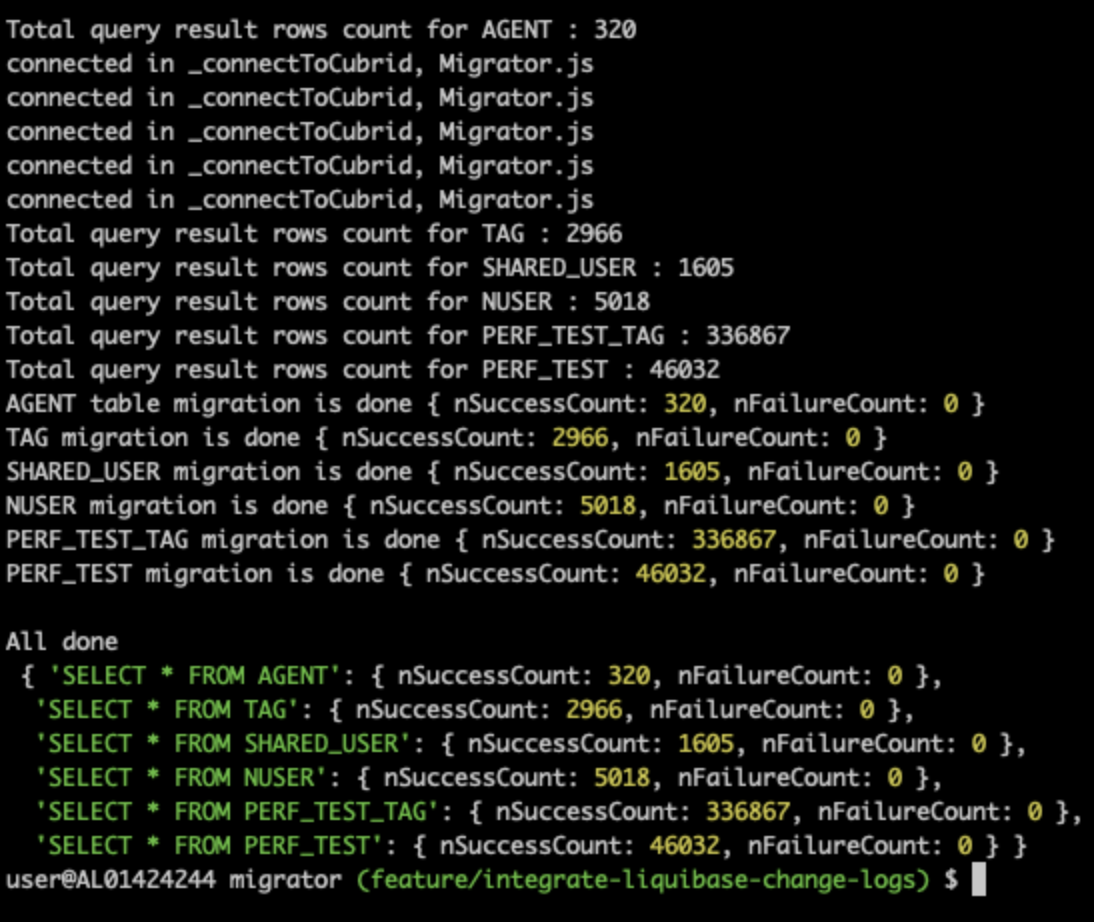 Total query result rows count for AGENT : 320
connected in _connectToCubrid, Migrator.js
connected in _connectToCubrid, Migrator.js
connected in _connectToCubrid, Migrator.js
connected in _connectToCubrid, Migrator.js
connected in _connectToCubrid, Migrator.js
Total query result rows count for TAG : 2966
Total query result rows count for SHARED_USER : 1605
Total query result rows count for NUSER : 5018
Total query result rows count for PERF_TEST_TAG : 336867
Total query result rows count for PERF_TEST : 46032
AGENT table migration is done { nSuccessCount: 320, nFailureCount: 0 }
TAG migration is done { nSuccessCount: 2966, nFailureCount: 0 }
SHARED_USER migration is done { nSuccessCount: 1605, nFailureCount: 0 }
NUSER migration is done { nSuccessCount: 5018, nFailureCount: 0 }
PERF_TEST_TAG migration is done { nSuccessCount: 336867, nFailureCount: 0 }
PERF_TEST migration is done { nSuccessCount: 46032, nFailureCount: 0 }

All done
 { 'SELECT * FROM AGENT': { nSuccessCount: 320, nFailureCount: 0 },
  'SELECT * FROM TAG': { nSuccessCount: 2966, nFailureCount: 0 },
  'SELECT * FROM SHARED_USER': { nSuccessCount: 1605, nFailureCount: 0 },
  'SELECT * FROM NUSER': { nSuccessCount: 5018, nFailureCount: 0 },
  'SELECT * FROM PERF_TEST_TAG': { nSuccessCount: 336867, nFailureCount: 0 },
  'SELECT * FROM PERF_TEST': { nSuccessCount: 46032, nFailureCount: 0 } }
user@AL01424244 migrator (feature/integrate-liquibase-change-logs) $